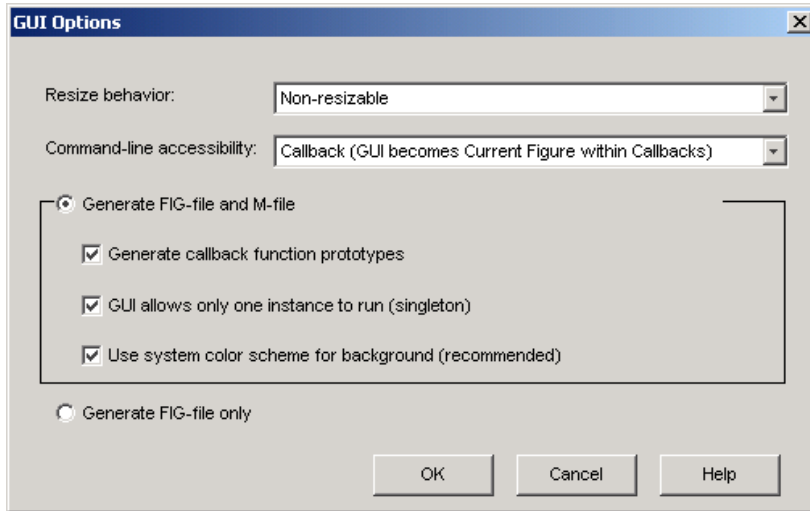 GUI Options
Resize behavior: Non-resizable
Command-line accessibility: Callback (GUI becomes Current Figure within Callbacks)
Generate FIG-file and M-file
Generate callback function prototypes
GUI allows only one instance to run (singleton)
Use system color scheme for background (recommended)
Generate FIG-file only
OK Cancel Help